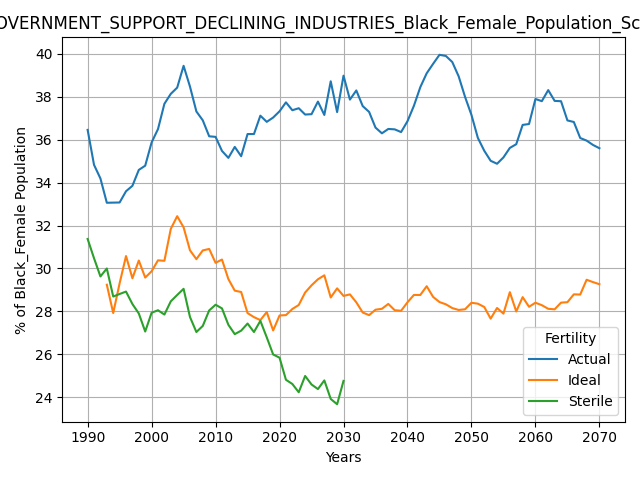 OVERNMENT_SUPPORT_DECLINING_INDUSTRIES_Black_Female_Population_Sc
% of Black_Female Population
40
38
36
34
32
30
28
26
24
Fertility
Actual
Ideal
Sterile
1990 2000 2010 2020 2030 2040 2050 2060 2070
Years